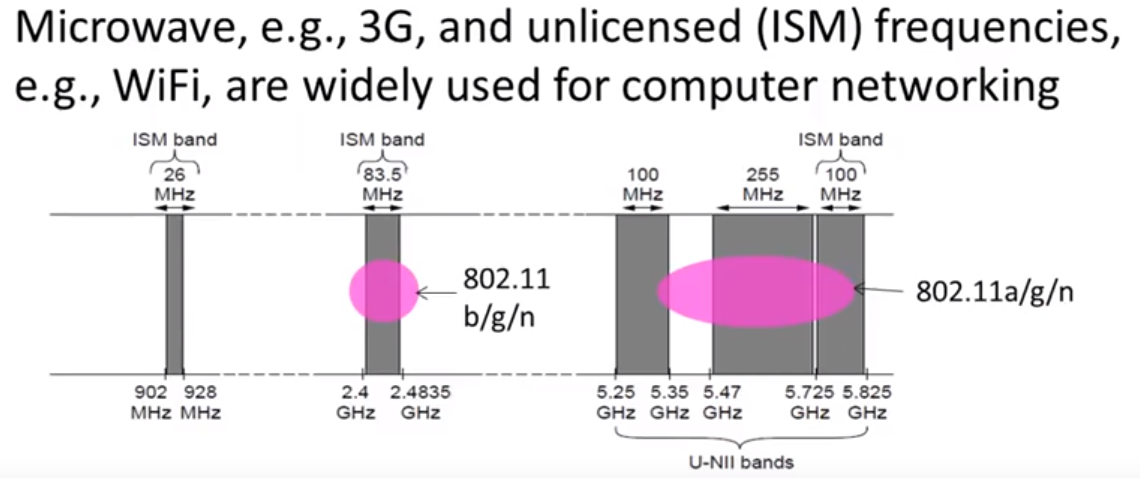 Microwave, e.g., 3G, and unlicensed (ISM) frequencies,
e.g., WiFi, are widely used for computer networking
ISM band
26
MHz
ISM band
83.5
MHz
100
MHz
255
MHz
ISM band
100
MHz
802.11
b/g/n
802.11a/g/n
902
MHz
928
MHz
2.4
GHz
2.4835
GHz
5.25
GHz
5.35
GHz
5.47
GHz
5.725
GHz
5.825
GHz
U-NII bands